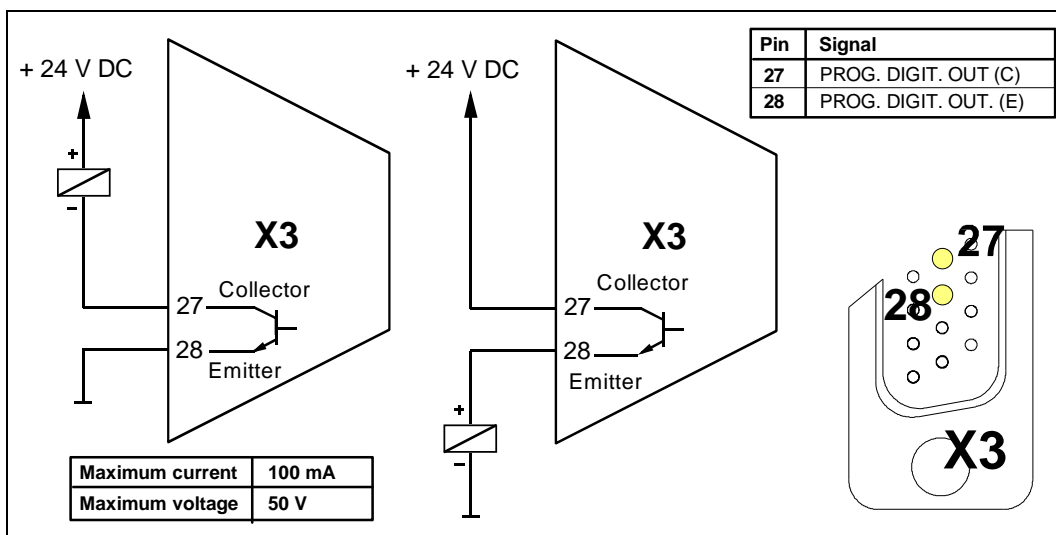 + 24 V DC
+
-
X3
27
Collector
28
Emitter
Maximum current 100 mA
Maximum voltage 50 V
+ 24 V DC
X3
27
Collector
28
Emitter
+
-
Pin Signal
27 PROG. DIGIT. OUT (C)
28 PROG. DIGIT. OUT. (E)
27
28
X3